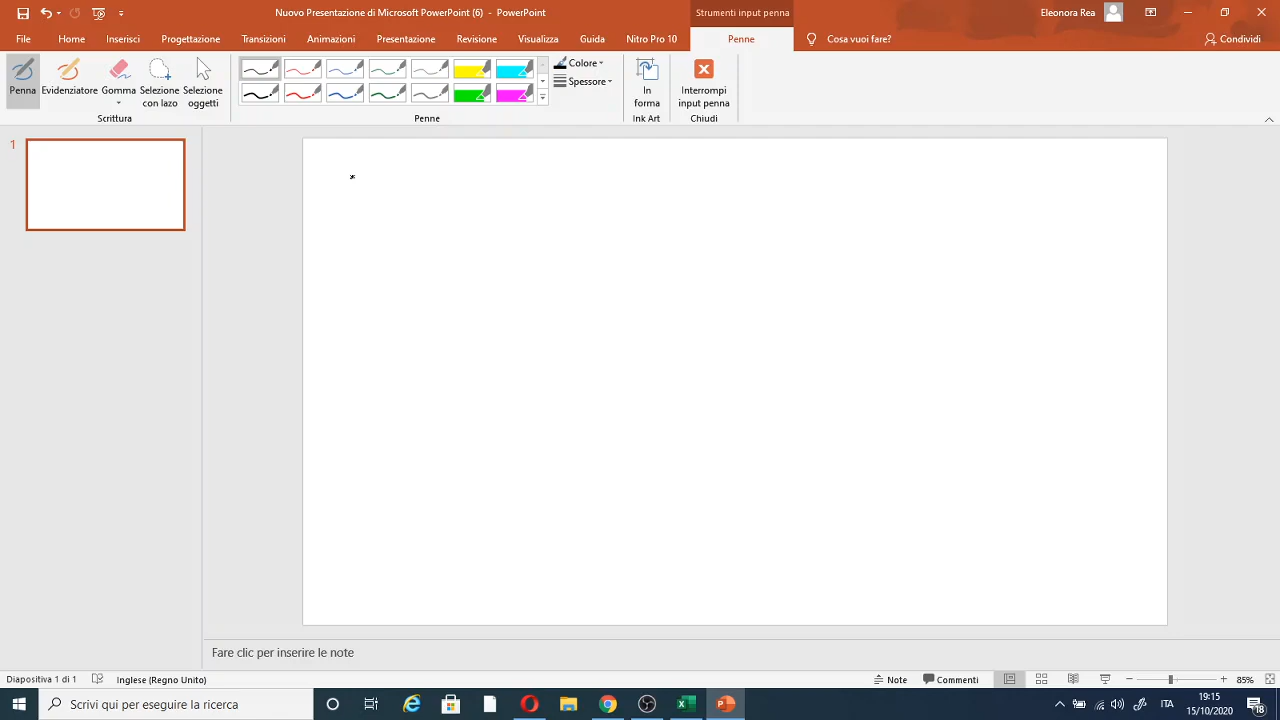 Nuovo Presentazione di Microsoft PowerPoint (6) - PowerPoint
Strumenti input penna
Eleonora Rea
File Home Inserisci Progettazione Transizioni Animazioni Presentazione Revisione Visualizza Guida Nitro Pro 10 Penne Cosa vuoi fare? Condividi
Penna Evidenziatore Gomma Selezione con lazo Selezione oggetti
Colore
Spessore
In forma
Interrompi input penna
Scrittura Penne Ink Art Chiudi
1
Fare clic per inserire le note
Diapositiva 1 di 1 Inglese (Regno Unito) Note Commenti 85%
Scrivi qui per eseguire la ricerca
ITA
19:15
15/10/2020
18